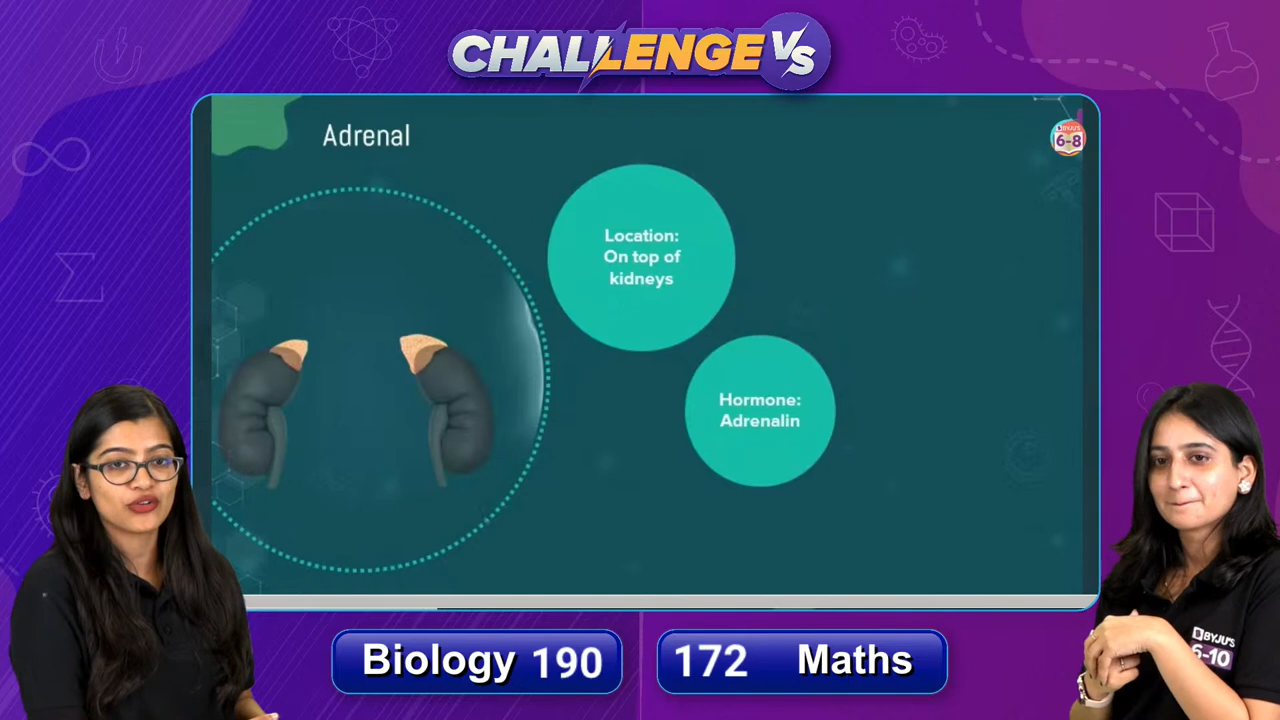 CHALLENGE VS
Adrenal
BYJU'S
6-8
Location:
On top of
kidneys
Hormone:
Adrenalin
BYJU'S
6-10
Biology 190
172 Maths